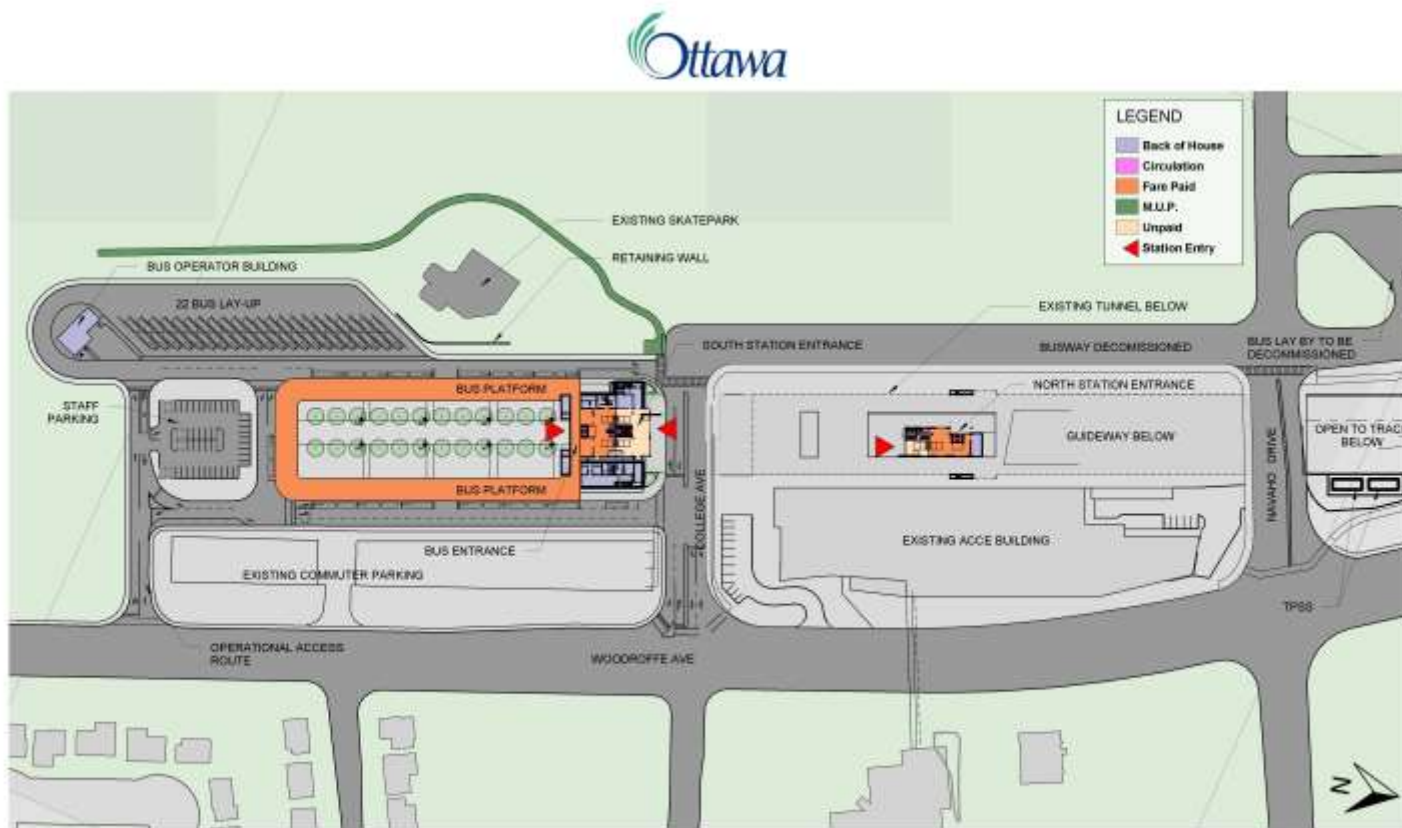 Ottawa
LEGEND
Back of House
Circulation
Fare Paid
M.U.P.
Unpaid
Station Entry
EXISTING SKATEPARK
RETAINING WALL
BUS OPERATOR BUILDING
22 BUS LAY-UP
EXISTING TUNNEL BELOW
SOUTH STATION ENTRANCE
BUSWAY DECOMISSIONED
BUS LAY BY TO BE
DECOMMISSIONED
BUS PLATFORM
NORTH STATION ENTRANCE
STAFF
PARKING
GUIDEWAY BELOW
OPEN TO TRAC
BELOW
NAVAHO DRIVE
BUS PLATFORM
COLLEGE AVE
BUS ENTRANCE
EXISTING ACCE BUILDING
EXISTING COMMUTER PARKING
TPSS
OPERATIONAL ACCESS
ROUTE
WOODROFFE AVE
N